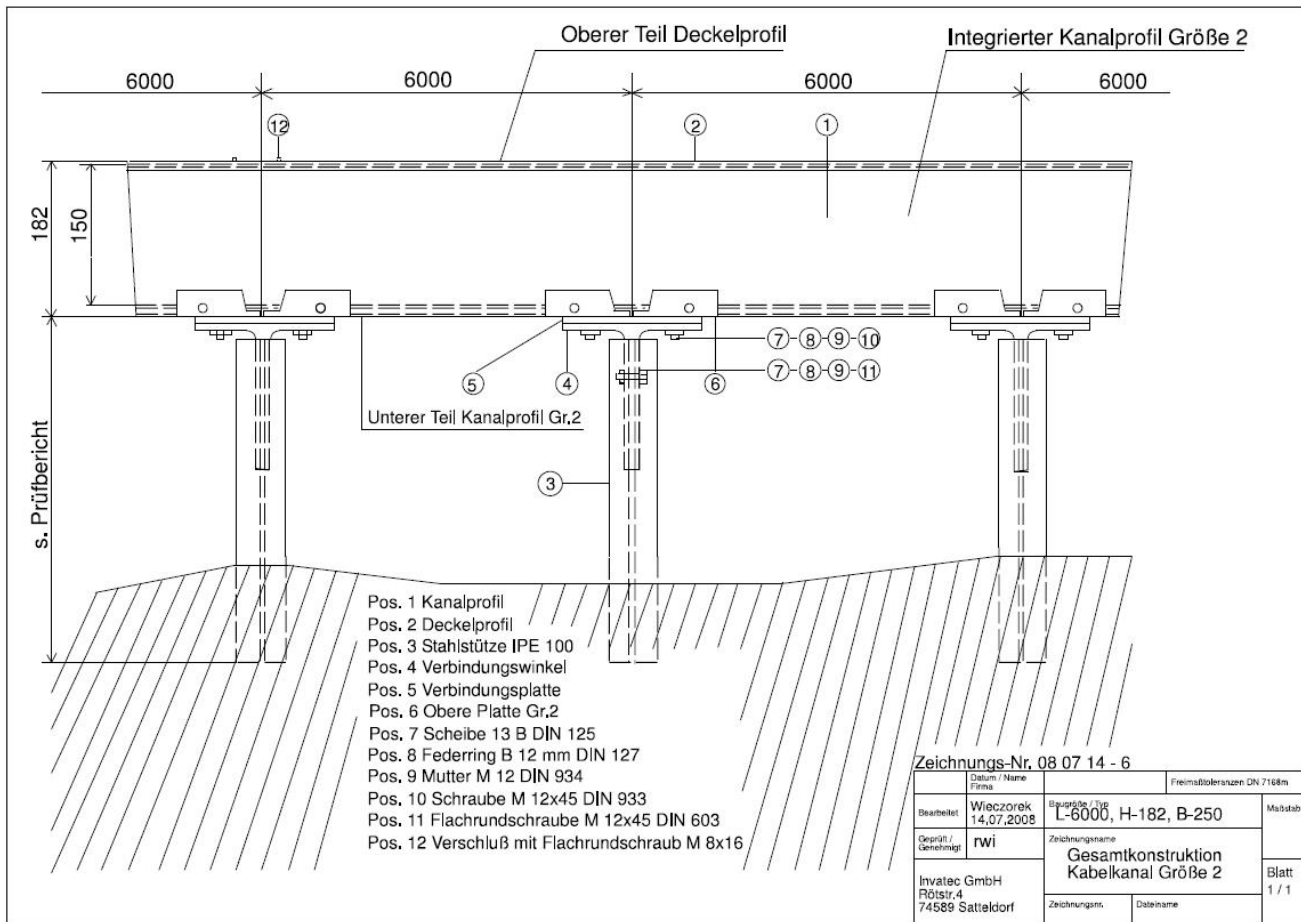 Oberer Teil Deckelprofil
Integrierter Kanalprofil Größe 2
6000
6000
6000
6000
12
2
1
182
150
7 8 9 10
5
4
6
7 8 9 11
Unterer Teil Kanalprofil Gr.2
3
s. Prüfbericht
Pos. 1 Kanalprofil
Pos. 2 Deckelprofil
Pos. 3 Stahlstütze IPE 100
Pos. 4 Verbindungswinkel
Pos. 5 Verbindungsplatte
Pos. 6 Obere Platte Gr.2
Pos. 7 Scheibe 13 B DIN 125
Pos. 8 Federring B 12 mm DIN 127
Pos. 9 Mutter M 12 DIN 934
Pos. 10 Schraube M 12x45 DIN 933
Pos. 11 Flachrundschraube M 12x45 DIN 603
Pos. 12 Verschluß mit Flachrundschraub M 8x16
Zeichnungs-Nr. 08 07 14 - 6
Datum / Name
Firma
Freimaßtoleranzen DN 7168m
Bearbeitet
Wieczorek
14.07.2008
Baugröße / Typ
L-6000, H-182, B-250
Maßstab
Geprüft /
Genehmigt
rwi
Zeichnungsname
Gesamtkonstruktion
Kabelkanal Größe 2
Invatec GmbH
Rötstr.4
74589 Satteldorf
Blatt
1 / 1
Zeichnungsnr.
Dateiname